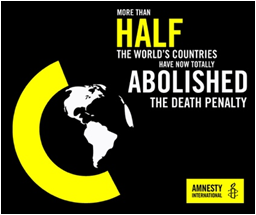 MORE THAN
HALF
THE WORLD'S COUNTRIES
HAVE NOW TOTALLY
ABOLISHED
THE DEATH PENALTY
AMNESTY
INTERNATIONAL